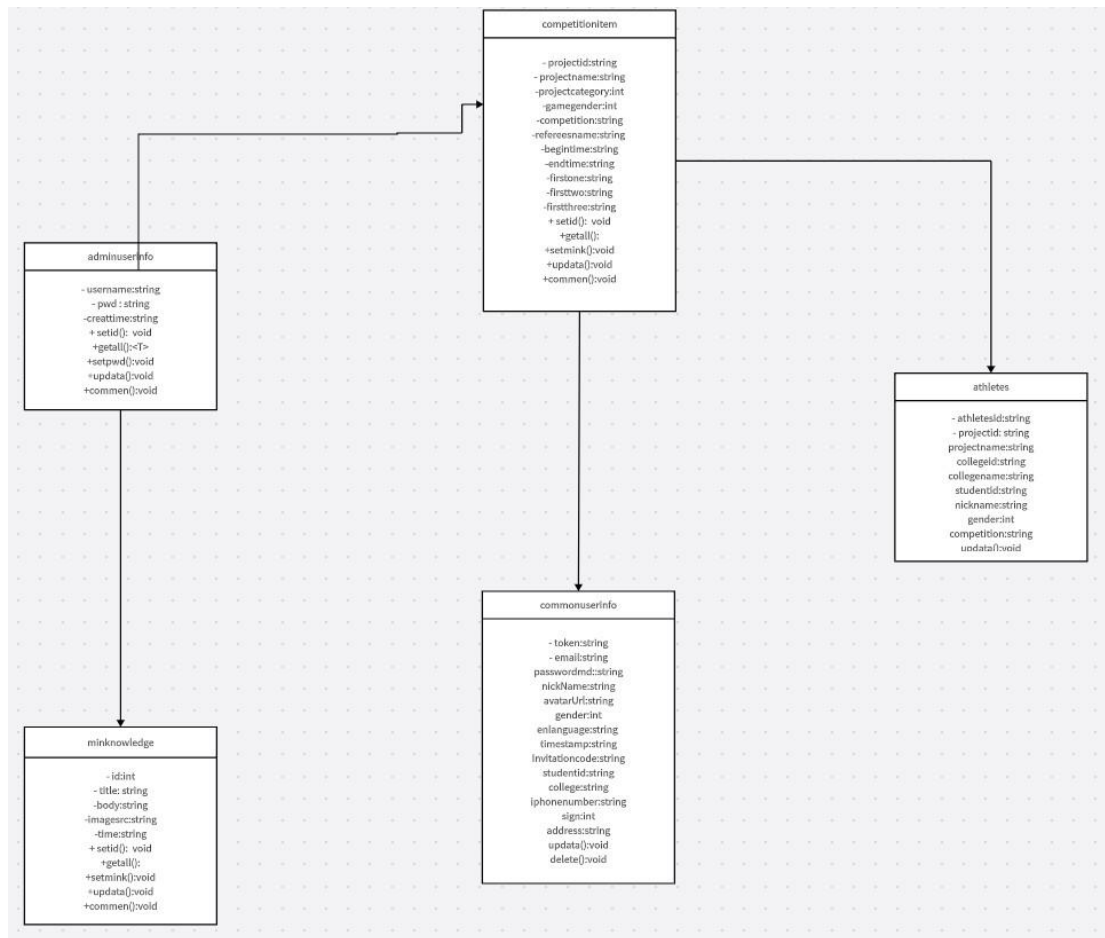 competitionitem
- projectid:string
- projectname:string
-projectcategory:int
-gamegender:int
-competition:string
-refereesname:string
-begintime:string
-endtime:string
-firstone:string
-firsttwo:string
-firstthree:string
+ setid(): void
+getall():
+setmink():void
+updata():void
+commen():void
adminuserinfo
- username:string
- pwd : string
-creattime:string
+ setid(): void
+getall():<T>
+setpwd():void
+updata():void
+commen():void
athletes
- athletesid:string
- projectid: string
projectname:string
collegeid:string
collegename:string
studentid:string
nickname:string
gender:int
competition:string
updata():void
commonuserinfo
- token:string
- email:string
passwordmd::string
nickName:string
avatarUrl:string
gender:int
enlanguage:string
timestamp:string
invitationcode:string
studentid:string
college:string
iphonenumber:string
sign:int
address:string
updata():void
delete():void
minknowledge
- id:int
- title: string
-body:string
-imagesrc:string
-time:string
+ setid(): void
+getall():
+setmink():void
+updata():void
+commen():void